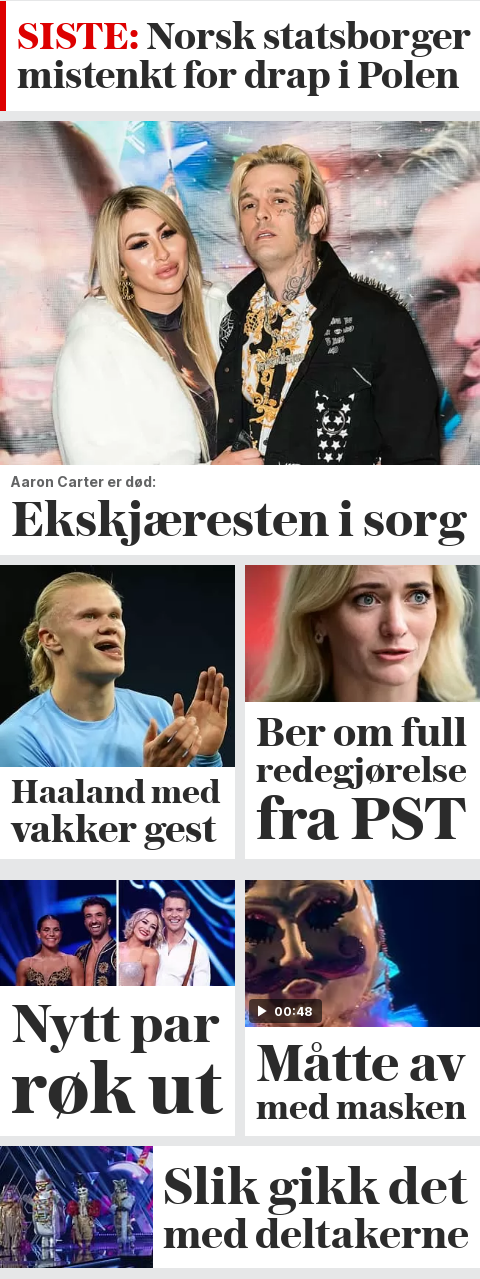 SISTE: Norsk statsborger
mistenkt for drap i Polen
Aaron Carter er død:
Ekskjæresten i sorg
Haaland med
vakker gest
Ber om full
redegjørelse
fra PST
Nytt par
røk ut
00:48
Måtte av
med masken
Slik gikk det
med deltakerne